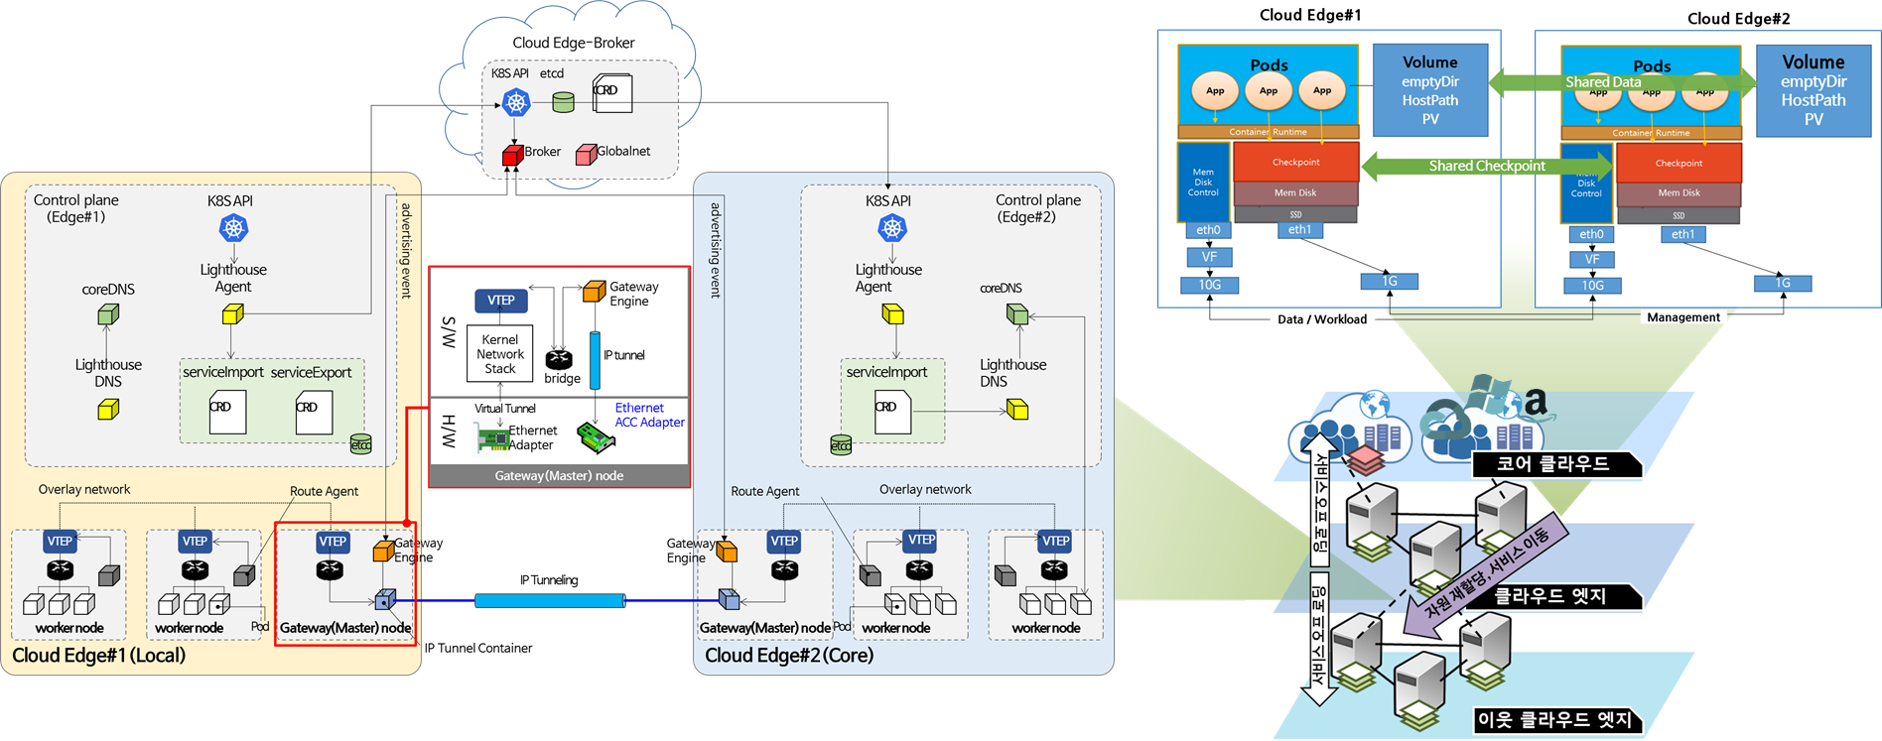 Cloud Edge-Broker
K8S API
etcd
CRD
Broker
Globalnet
Control plane
(Edge#1)
K8S API
Lighthouse
Agent
coreDNS
Lighthouse
DNS
serviceImport
serviceExport
CRD
CRD
etcd
advertising event
Overlay network
Route Agent
VTEP
worker node
VTEP
Pod
worker node
VTEP
Gateway
Engine
Gateway(Master) node
IP Tunnel Container
Cloud Edge#1(Local)
S/W
VTEP
Gateway
Engine
Kernel
Network
Stack
bridge
IP tunnel
H/W
Virtual Tunnel
Ethernet
Adapter
Ethernet
ACC Adapter
Gateway(Master) node
IP Tunneling
advertising event
K8S API
Control plane
(Edge#2)
Lighthouse
Agent
coreDNS
Lighthouse
DNS
serviceImport
CRD
etcd
Route Agent
Overlay network
Gateway
Engine
VTEP
Gateway(Master) node
Pod
VTEP
worker node
VTEP
worker node
Cloud Edge#2(Core)
Cloud Edge#1
Pods
App
App
App
Container Runtime
Volume
emptyDir
HostPath
PV
Mem
Disk
Control
Checkpoint
Mem Disk
SSD
eth0
eth1
VF
10G
1G
Shared Data
Shared Checkpoint
Cloud Edge#2
Pods
App
App
App
Container Runtime
Volume
emptyDir
HostPath
PV
Mem
Disk
Control
Checkpoint
Mem Disk
SSD
eth0
eth1
VF
10G
1G
Data / Workload
Management
a
코어 클라우드
서비스오프로딩
자원 재할당, 서비스 이동
클라우드 엣지
서비스오프로딩
이웃 클라우드 엣지